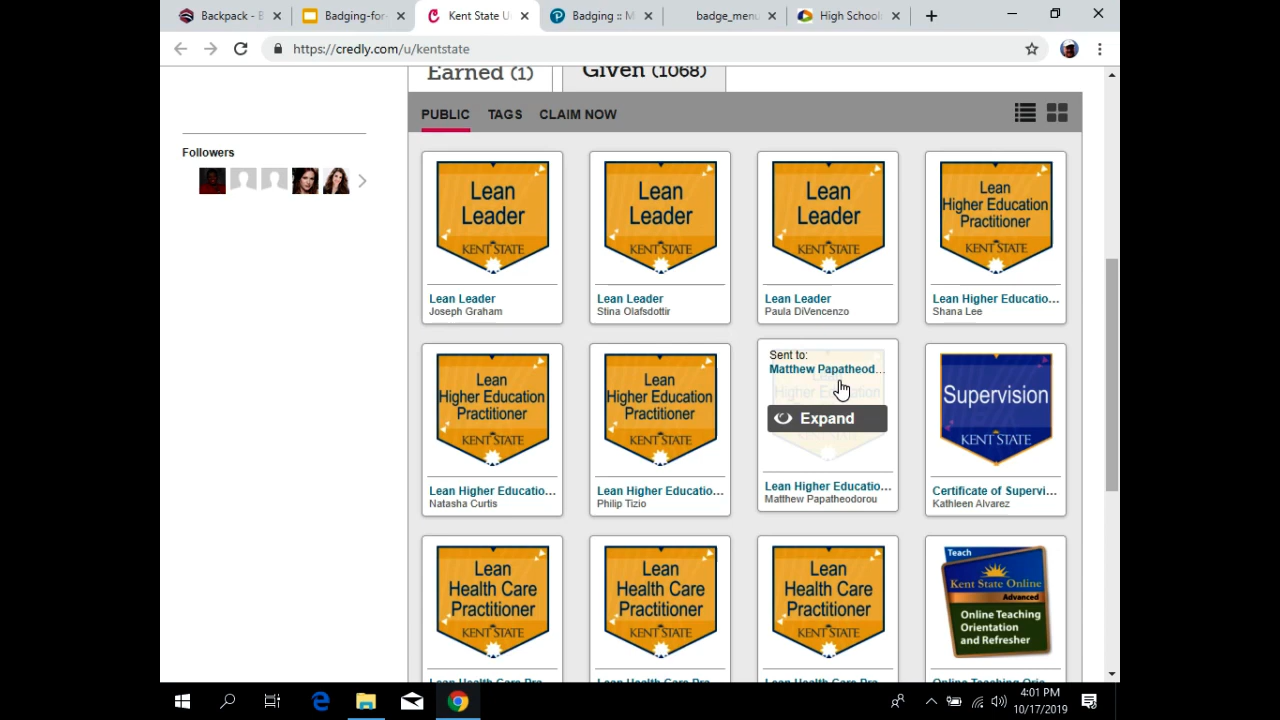 Backpack - B
Badging-for-
Kent State U
Badging :: M
badge_menu
High School
https://credly.com/u/kentstate
Earned (1)
Given (1068)
PUBLIC
TAGS
CLAIM NOW
Followers
Lean
Leader
KENT STATE
Lean Leader
Joseph Graham
Lean
Leader
KENT STATE
Lean Leader
Stina Olafsdottir
Lean
Leader
KENT STATE
Lean Leader
Paula DiVencenzo
Lean
Higher Education
Practitioner
KENT STATE
Lean Higher Educatio...
Shana Lee
Lean
Higher Education
Practitioner
KENT STATE
Lean Higher Educatio...
Natasha Curtis
Lean
Higher Education
Practitioner
KENT STATE
Lean Higher Educatio...
Philip Tizio
Sent to:
Matthew Papatheod...
Expand
Lean Higher Educatio...
Matthew Papatheodorou
Supervision
KENT STATE
Certificate of Supervi...
Kathleen Alvarez
Lean
Health Care
Practitioner
KENT STATE
Lean
Health Care
Practitioner
KENT STATE
Lean
Health Care
Practitioner
KENT STATE
Teach
Kent State Online
Advanced
Online Teaching
Orientation
and Refresher
4:01 PM
10/17/2019